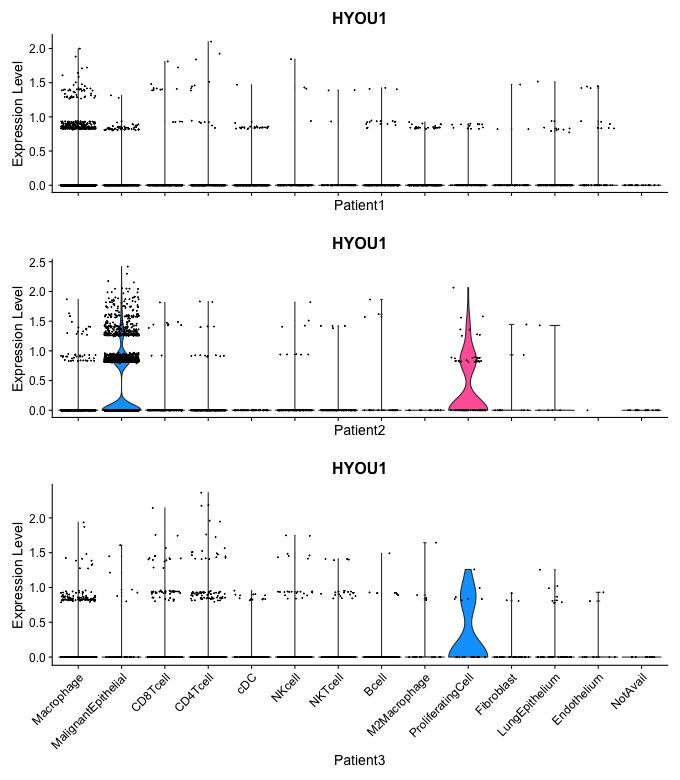 HYOU1
Expression Level
2.0
1.5
1.0
0.5
0.0
Patient1
HYOU1
Expression Level
2.5
2.0
1.5
1.0
0.5
0.0
Patient2
HYOU1
Expression Level
2.0
1.5
1.0
0.5
0.0
Macrophage
MalignantEpithelial
CD8Tcell
CD4Tcell
cDC
NKcell
NKTcell
Bcell
M2Macrophage
ProliferatingCell
Fibroblast
LungEpithelium
Endothelium
NotAvail
Patient3